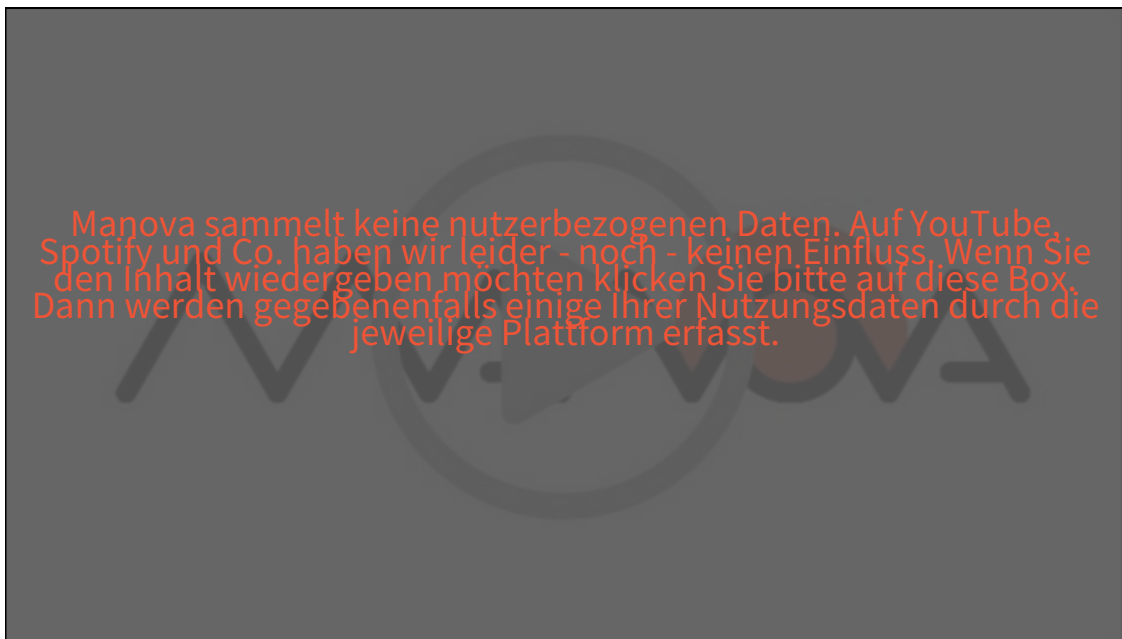 Manova sammelt keine nutzerbezogenen Daten. Auf YouTube,
Spotify und Co. haben wir leider - noch - keinen Einfluss. Wenn Sie
den Inhalt wiedergeben möchten klicken Sie bitte auf diese Box.
Dann werden gegebenenfalls einige Ihrer Nutzungsdaten durch die
jeweilige Plattform erfasst.
MANOVA